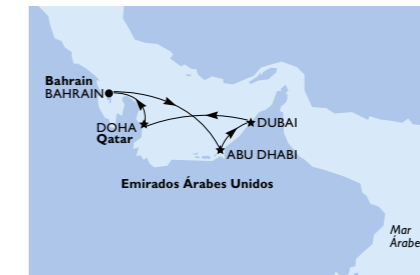 Bahrain
BAHRAIN
DOHA
Qatar
DUBAI
ABU DHABI
Emirados Árabes Unidos
Mar
Árabe